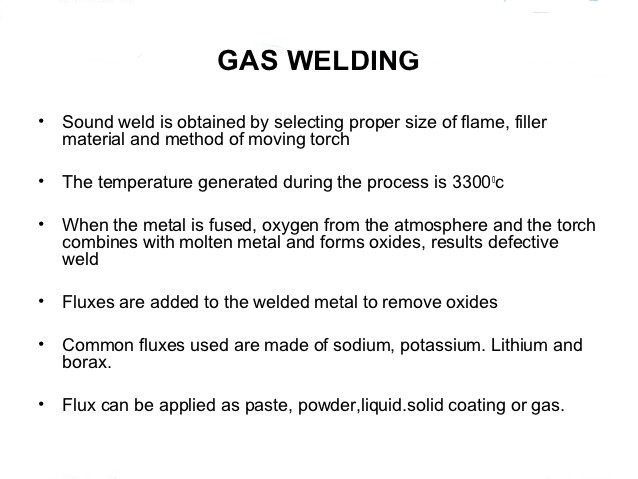 GAS WELDING
• Sound weld is obtained by selecting proper size of flame, filler
material and method of moving torch
• The temperature generated during the process is 3300⁰c
• When the metal is fused, oxygen from the atmosphere and the torch
combines with molten metal and forms oxides, results defective
weld
• Fluxes are added to the welded metal to remove oxides
• Common fluxes used are made of sodium, potassium. Lithium and
borax.
• Flux can be applied as paste, powder,liquid.solid coating or gas.